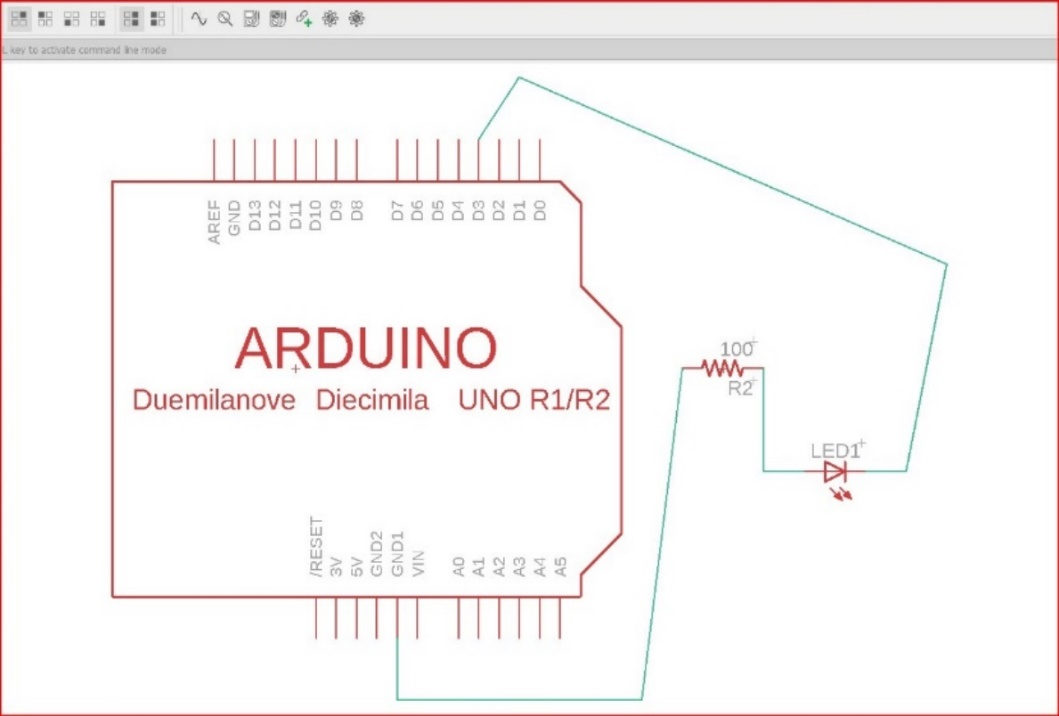 L key to activate command line mode
AREF
GND
D13
D12
D11
D10
D9
D8
D7
D6
D5
D4
D3
D2
D1
D0
ARDUINO
Duemilanove Diecimila UNO R1/R2
100
R2
LED1
/RESET
3V
5V
GND2
GND1
VIN
A0
A1
A2
A3
A4
A5